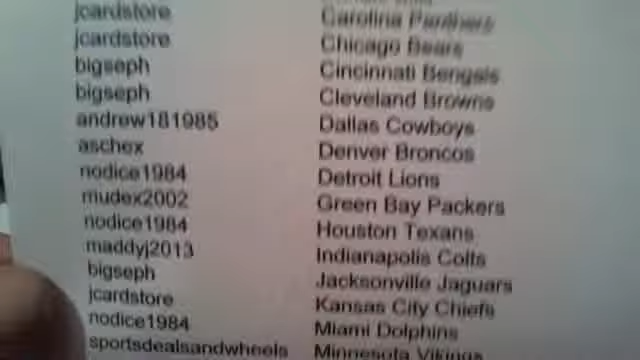 jcardstore Carolina Panthers
jcardstore Chicago Bears
bigseph Cincinnati Bengals
bigseph Cleveland Browns
andrew181985 Dallas Cowboys
aschex Denver Broncos
nodice1984 Detroit Lions
mudex2002 Green Bay Packers
nodice1984 Houston Texans
maddyj2013 Indianapolis Colts
bigseph Jacksonville Jaguars
jcardstore Kansas City Chiefs
nodice1984 Miami Dolphins
sportsdealsandwheels Minnesota Vikings